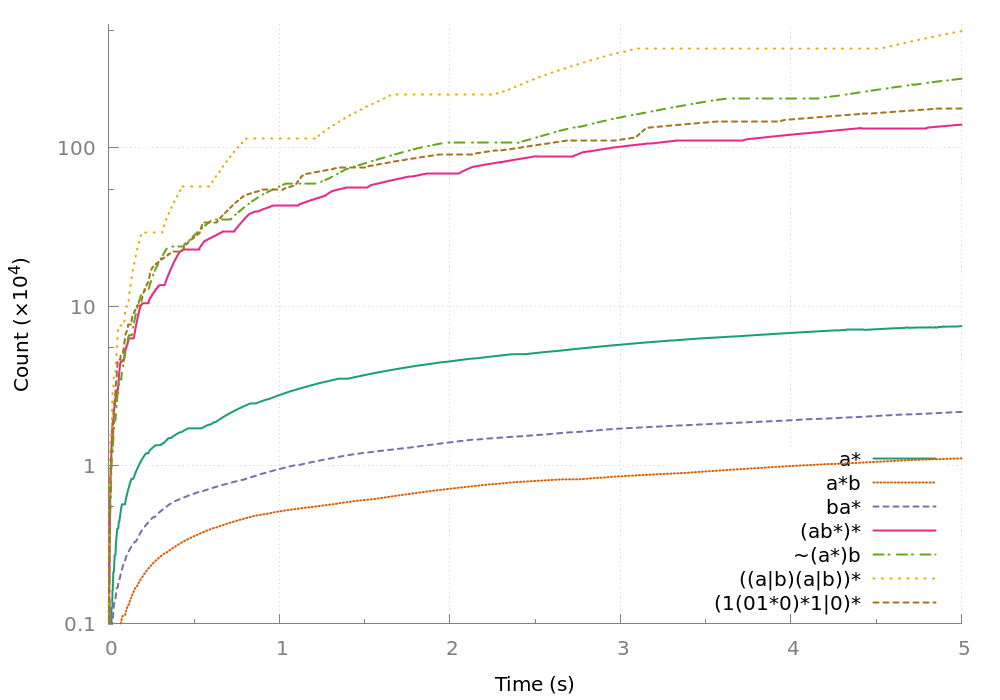 100
10
1
0.1
Count (×10⁴)
0 1 2 3 4 5
Time (s)
a*
a*b
ba*
(ab*)*
~(a*)b
((a|b)(a|b))*
(1(01*0)*1|0)*